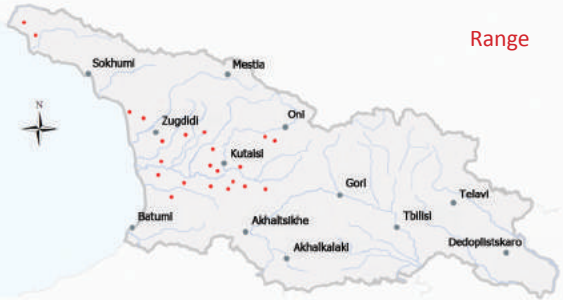 Range
Sokhumi
Mestia
N
Oni
Zugdidi
Kutaisi
Gori
Telavi
Batumi
Akhaltsikhe
Tbilisi
Dedoplistskaro
Akhalkalaki